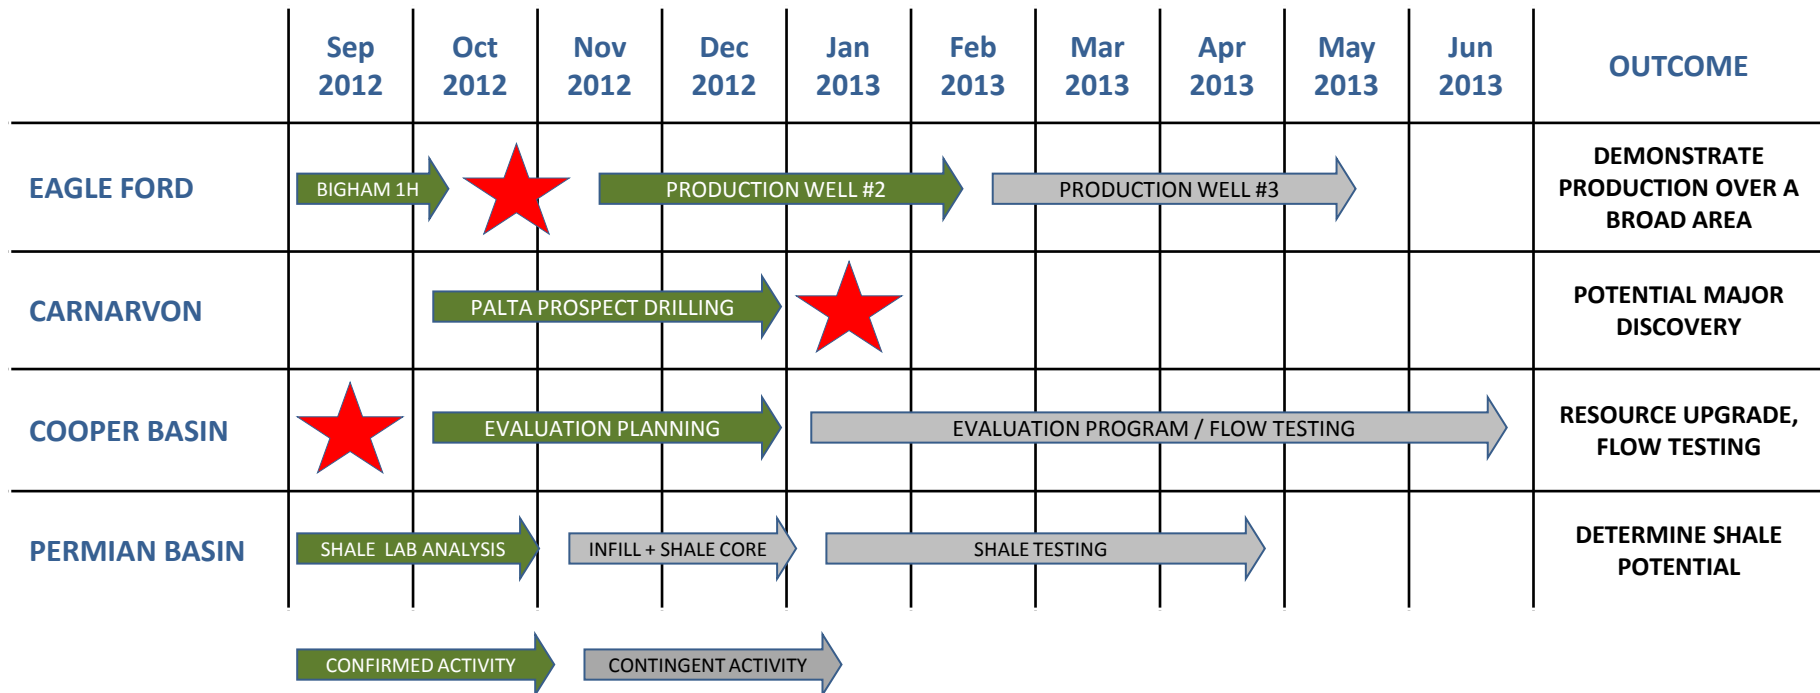 Sep 2012
Oct 2012
Nov 2012
Dec 2012
Jan 2013
Feb 2013
Mar 2013
Apr 2013
May 2013
Jun 2013
OUTCOME
EAGLE FORD
BIGHAM 1H
PRODUCTION WELL #2
PRODUCTION WELL #3
DEMONSTRATE
PRODUCTION OVER A
BROAD AREA
CARNARVON
PALTA PROSPECT DRILLING
POTENTIAL MAJOR
DISCOVERY
COOPER BASIN
EVALUATION PLANNING
EVALUATION PROGRAM / FLOW TESTING
RESOURCE UPGRADE,
FLOW TESTING
PERMIAN BASIN
SHALE LAB ANALYSIS
INFILL + SHALE CORE
SHALE TESTING
DETERMINE SHALE
POTENTIAL
CONFIRMED ACTIVITY
CONTINGENT ACTIVITY